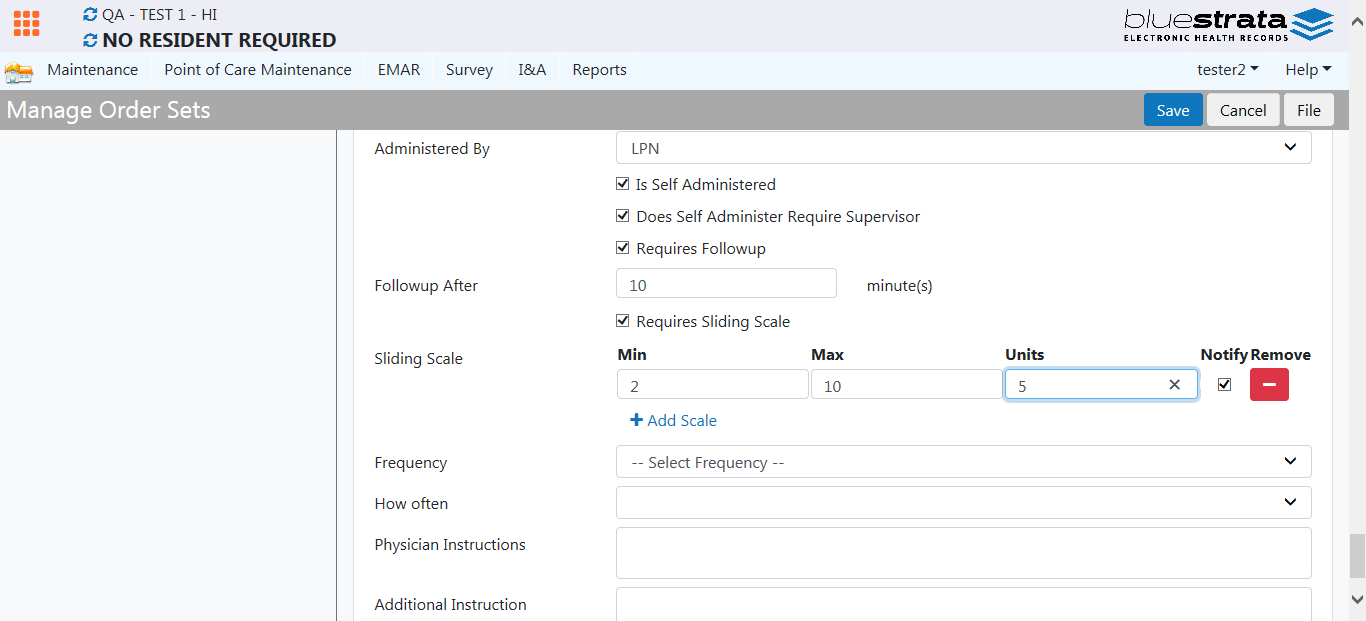 QA - TEST 1 - HI
NO RESIDENT REQUIRED
bluestrata
ELECTRONIC HEALTH RECORDS
Maintenance Point of Care Maintenance EMAR Survey I&A Reports tester2 Help
Manage Order Sets Save Cancel File
Administered By LPN
Is Self Administered
Does Self Administer Require Supervisor
Requires Followup
Followup After 10 minute(s)
Requires Sliding Scale
Sliding Scale Min Max Units Notify Remove
2 10 5
Add Scale
Frequency -- Select Frequency --
How often
Physician Instructions
Additional Instruction